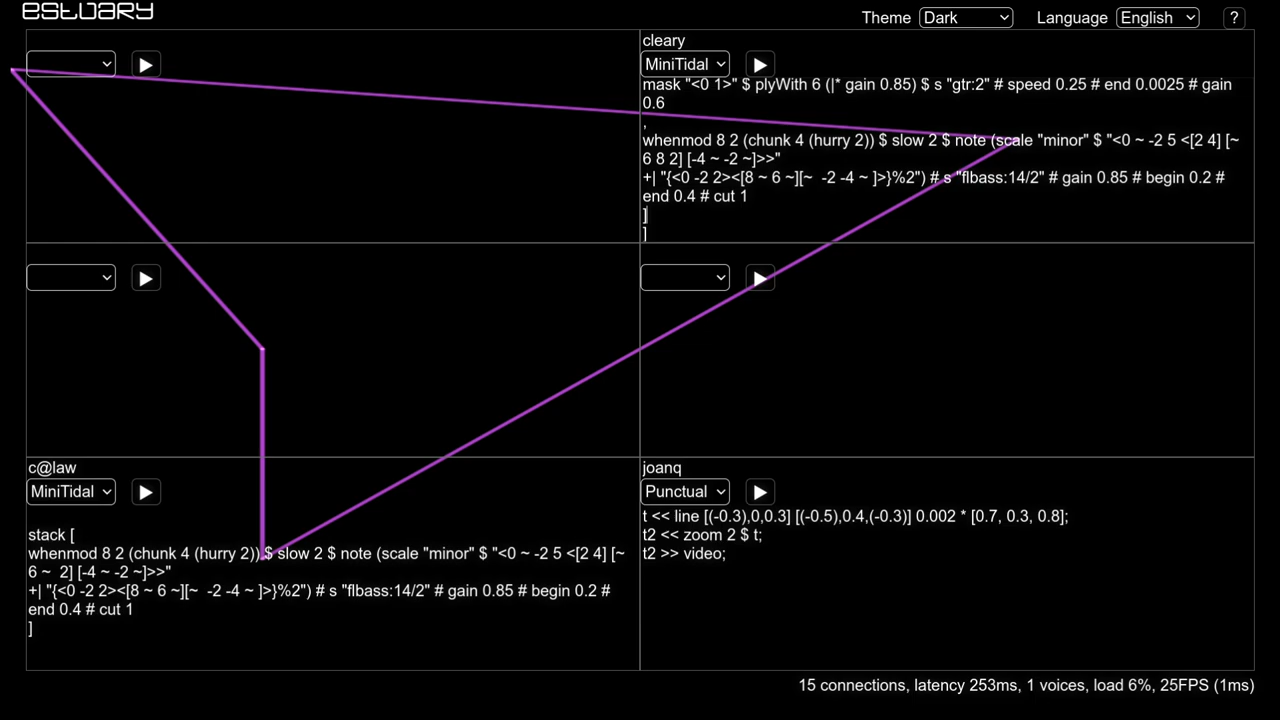 estuary
Theme Dark Language English ?
cleary
MiniTidal
mask "<0 1>" $ plyWith 6 (|* gain 0.85) $ s "gtr:2" # speed 0.25 # end 0.0025 # gain
0.6
,
whenmod 8 2 (chunk 4 (hurry 2)) $ slow 2 $ note (scale "minor" $ "<0 ~ -2 5 <[2 4] [~
6 8 2] [-4 ~ -2 ~]>>"
+| "{<0 -2 2><[8 ~ 6 ~][~  -2 -4 ~ ]>}%2") # s "flbass:14/2" # gain 0.85 # begin 0.2 #
end 0.4 # cut 1
]
]
c@law
MiniTidal
stack [
whenmod 8 2 (chunk 4 (hurry 2)) $ slow 2 $ note (scale "minor" $ "<0 ~ -2 5 <[2 4] [~
6 ~  2] [-4 ~ -2 ~]>>"
+| "{<0 -2 2><[8 ~ 6 ~][~  -2 -4 ~ ]>}%2") # s "flbass:14/2" # gain 0.85 # begin 0.2 #
end 0.4 # cut 1
]
joanq
Punctual
t << line [(-0.3),0,0.3] [(-0.5),0.4,(-0.3)] 0.002 * [0.7, 0.3, 0.8];
t2 << zoom 2 $ t;
t2 >> video;
15 connections, latency 253ms, 1 voices, load 6%, 25FPS (1ms)